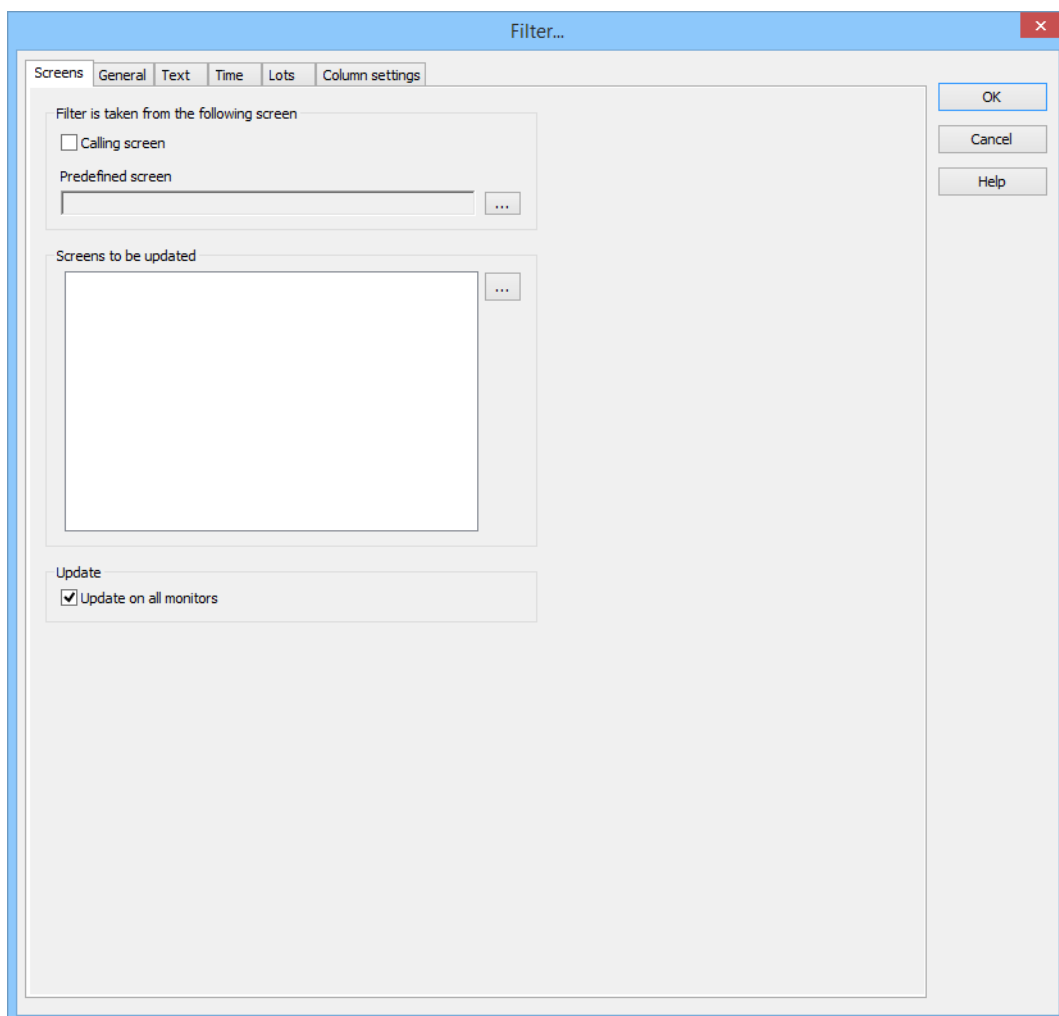 Filter...
Screens General Text Time Lots Column settings
OK
Cancel
Help
Filter is taken from the following screen
Calling screen
Predefined screen
...
Screens to be updated
...
Update
Update on all monitors